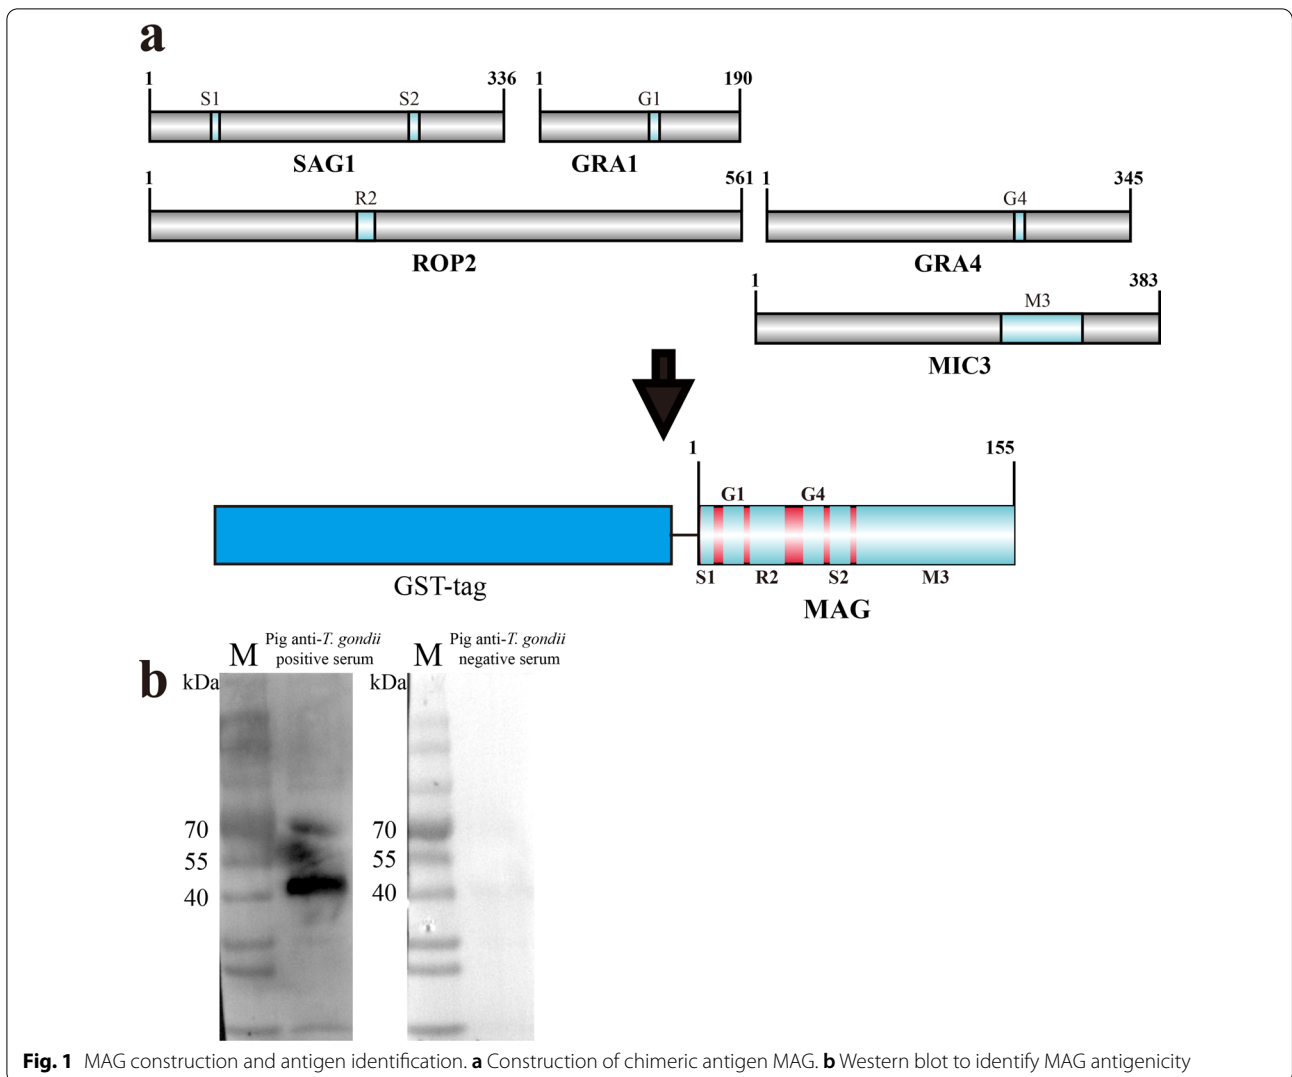 a
1 336 1 190
S1 S2 G1
SAG1 GRA1
1 561 1 345
R2 G4
ROP2 GRA4
1 383
M3
MIC3
1 155
G1 G4
S1 R2 S2 M3
GST-tag
MAG
b
M Pig anti-T. gondii positive serum
kDa
70
55
40
M Pig anti-T. gondii negative serum
kDa
70
55
40
Fig. 1 MAG construction and antigen identification. a Construction of chimeric antigen MAG. b Western blot to identify MAG antigenicity